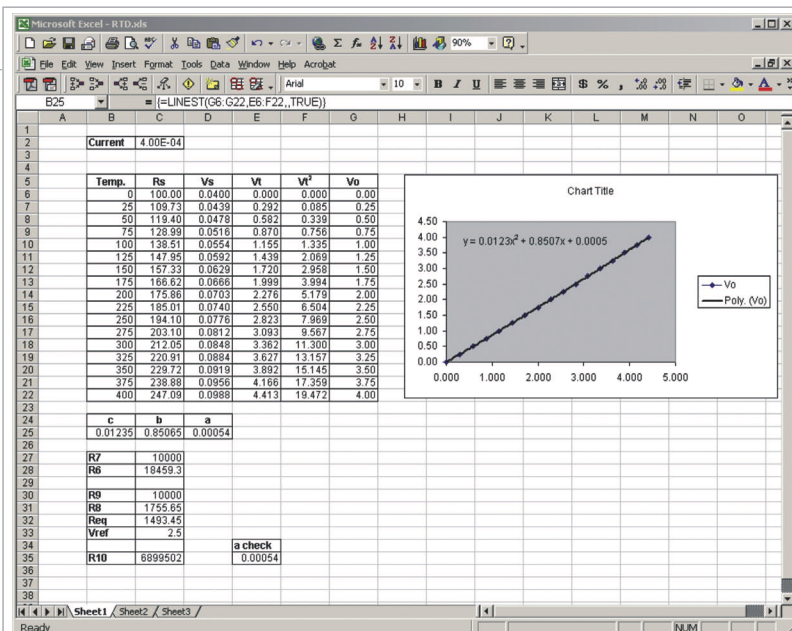 Microsoft Excel - RTD.xls
90%
File Edit View Insert Format Tools Data Window Help Acrobat
Arial 10 B I U $ % ,
B25 = {=LINEST(G6:G22,E6:F22,,TRUE)}
A B C D E F G H I J K L M N O
1
2 Current 4.00E-04
3
4
5 Temp. Rs Vs Vt Vt² Vo
6 0 100.00 0.0400 0.000 0.000 0.00
7 25 109.73 0.0439 0.292 0.085 0.25
8 50 119.40 0.0478 0.582 0.339 0.50
9 75 128.99 0.0516 0.870 0.756 0.75
10 100 138.51 0.0554 1.155 1.335 1.00
11 125 147.95 0.0592 1.439 2.069 1.25
12 150 157.33 0.0629 1.720 2.958 1.50
13 175 166.62 0.0666 1.999 3.994 1.75
14 200 175.86 0.0703 2.276 5.179 2.00
15 225 185.01 0.0740 2.550 6.504 2.25
16 250 194.10 0.0776 2.823 7.969 2.50
17 275 203.10 0.0812 3.093 9.567 2.75
18 300 212.05 0.0848 3.362 11.300 3.00
19 325 220.91 0.0884 3.627 13.157 3.25
20 350 229.72 0.0919 3.892 15.145 3.50
21 375 238.88 0.0956 4.166 17.359 3.75
22 400 247.09 0.0988 4.413 19.472 4.00
23
24 c b a
25 0.01235 0.85065 0.00054
26
27 R7 10000
28 R6 18459.3
29
30 R9 10000
31 R8 1755.65
32 Req 1493.45
33 Vref 2.5
34 a check
35 R10 6899502 0.00054
36
37
38
Chart Title
y = 0.0123x² + 0.8507x + 0.0005
4.50
4.00
3.50
3.00
2.50
2.00
1.50
1.00
0.50
0.00
0.000 1.000 2.000 3.000 4.000 5.000
Vo
Poly. (Vo)
Sheet1 Sheet2 Sheet3
Ready NUM